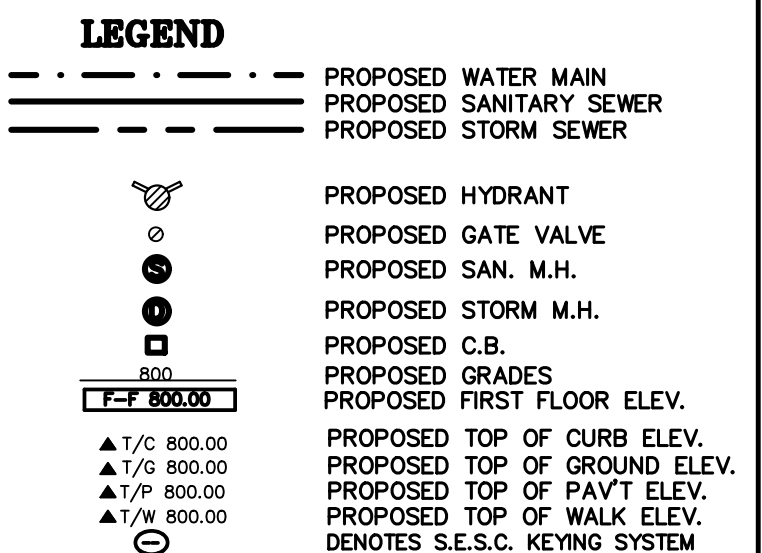 LEGEND
PROPOSED WATER MAIN
PROPOSED SANITARY SEWER
PROPOSED STORM SEWER
PROPOSED HYDRANT
PROPOSED GATE VALVE
S PROPOSED SAN. M.H.
D PROPOSED STORM M.H.
PROPOSED C.B.
800 PROPOSED GRADES
F-F 800.00 PROPOSED FIRST FLOOR ELEV.
▲ T/C 800.00 PROPOSED TOP OF CURB ELEV.
▲ T/G 800.00 PROPOSED TOP OF GROUND ELEV.
▲ T/P 800.00 PROPOSED TOP OF PAV'T ELEV.
▲ T/W 800.00 PROPOSED TOP OF WALK ELEV.
DENOTES S.E.S.C. KEYING SYSTEM